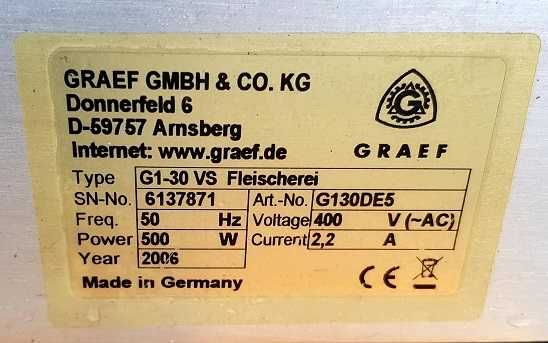 GRAEF GMBH & CO. KG
Donnerfeld 6
D-59757 Arnsberg
Internet: www.graef.de
G
GRAEF
Type G1-30 VS Fleischerei
SN-No. 6137871 Art.-No. G130DE5
Freq. 50 Hz Voltage 400 V (~AC)
Power 500 W Current 2,2 A
Year 2006
Made in Germany CE